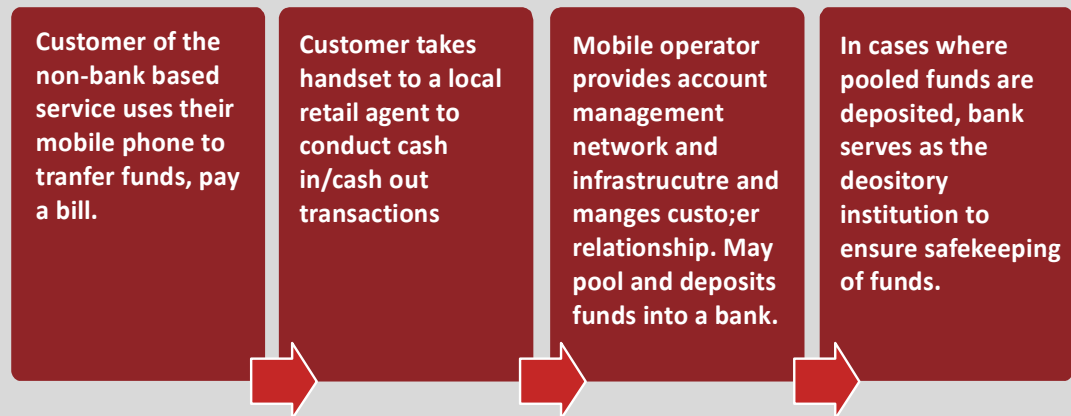 Customer of the
non-bank based
service uses their
mobile phone to
tranfer funds, pay
a bill.
Customer takes
handset to a local
retail agent to
conduct cash
in/cash out
transactions
Mobile operator
provides account
management
network and
infrastrucutre and
manges custo;er
relationship. May
pool and deposits
funds into a bank.
In cases where
pooled funds are
deposited, bank
serves as the
deository
institution to
ensure safekeeping
of funds.